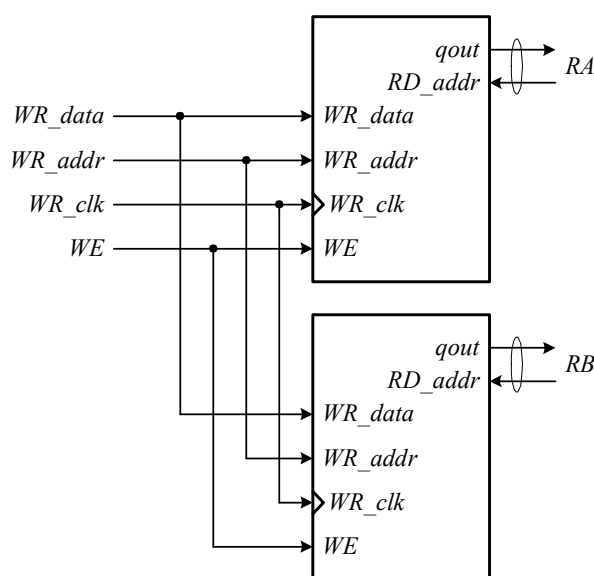 qout
RD_addr
RA
WR_data
WR_data
WR_addr
WR_addr
WR_clk
WR_clk
WE
WE
qout
RD_addr
RB
WR_data
WR_addr
WR_clk
WE